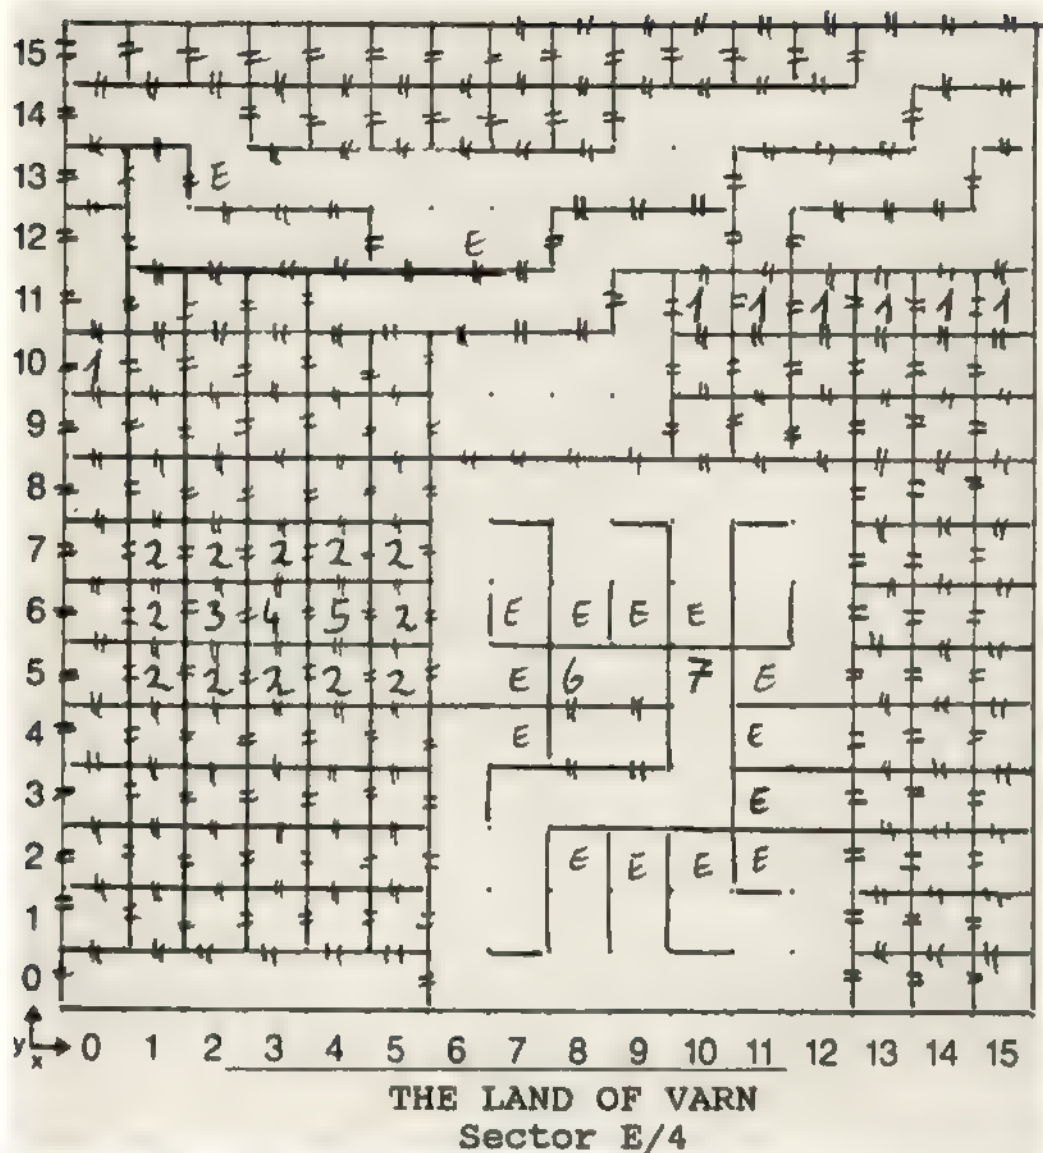 15
14
13 E
12 E
11 1 1 1 1 1 1
10 1
9
8
7 2 2 2 2 2
6 2 3 4 5 2 E E E E
5 2 2 2 2 2 E 6 7 E
4 E E
3 E
2 E E E E
1
0
y x 0 1 2 3 4 5 6 7 8 9 10 11 12 13 14 15
THE LAND OF VARN
Sector E/4